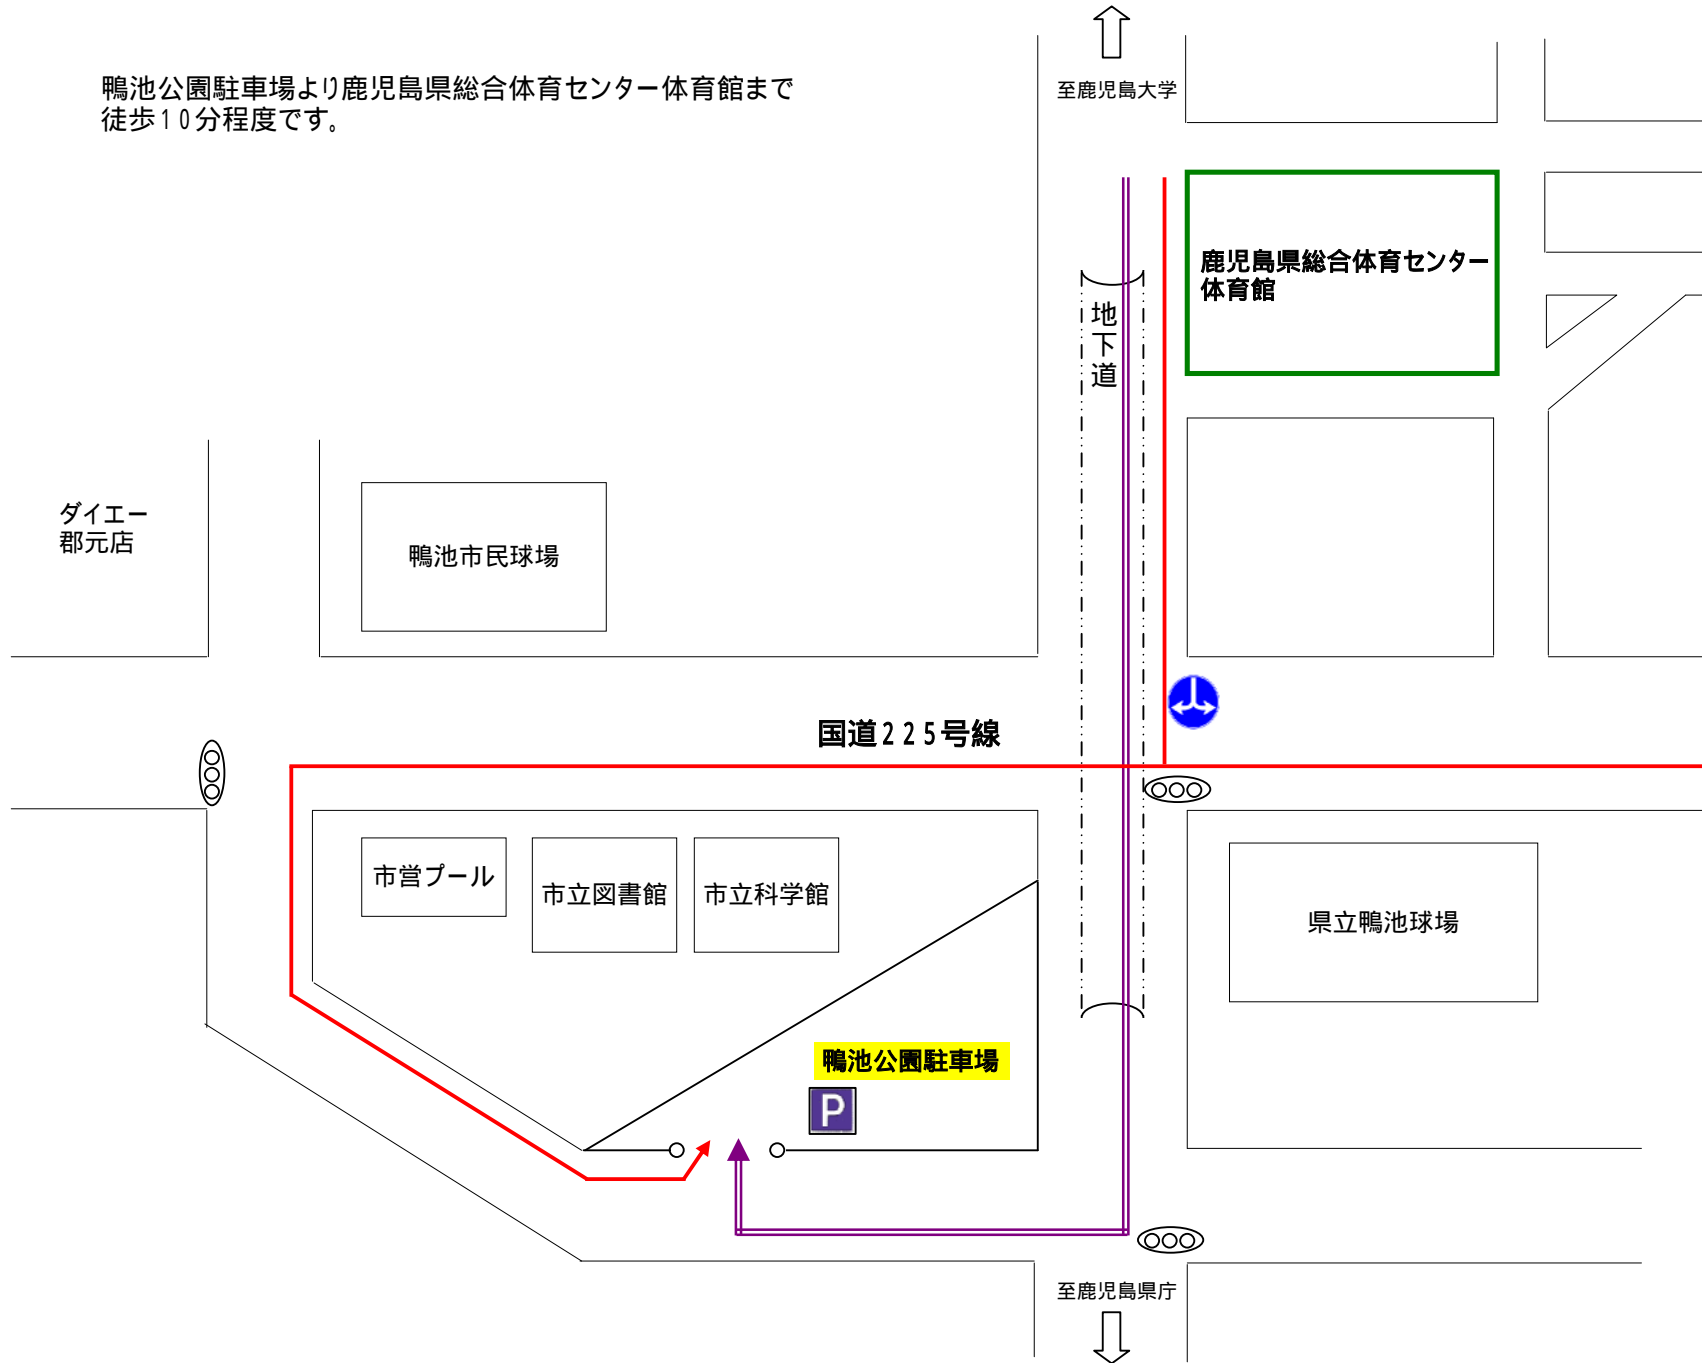 鴨池公園駐車場より鹿児島県総合体育センター体育館まで
徒歩10分程度です。
至鹿児島大学
鹿児島県総合体育センター
体育館
地下道
ダイエー
郡元店
鴨池市民球場
国道225号線
市営プール
市立図書館
市立科学館
県立鴨池球場
鴨池公園駐車場
P
至鹿児島県庁